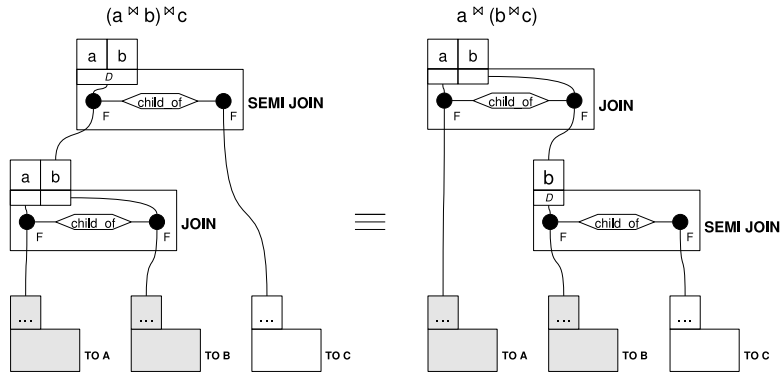 (a ⋈ b) ⋈ c
a ⋈ (b ⋈ c)
a b
D
child_of
F F
SEMI JOIN
a b
child_of
F F
JOIN
a b
child_of
F F
JOIN
b
D
child_of
F F
SEMI JOIN
≡
... ... ...
TO A TO B TO C
... ... ...
TO A TO B TO C